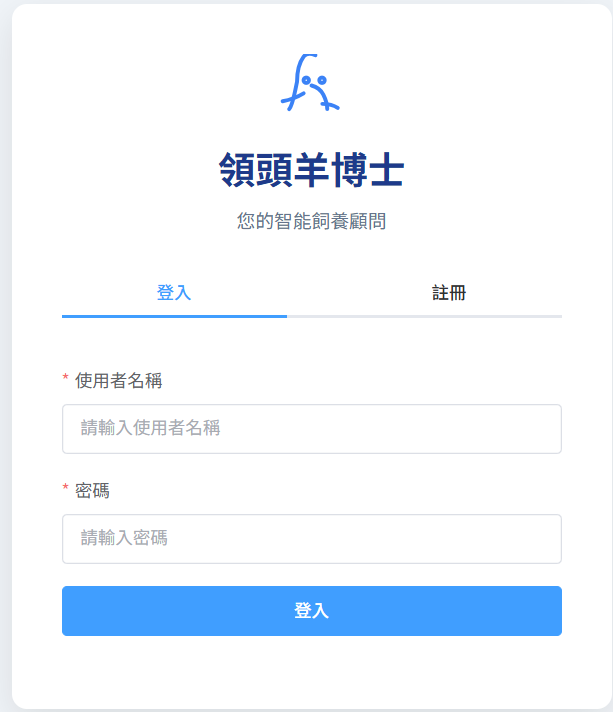 領頭羊博士
您的智能飼養顧問
登入 註冊
* 使用者名稱
請輸入使用者名稱
* 密碼
請輸入密碼
登入